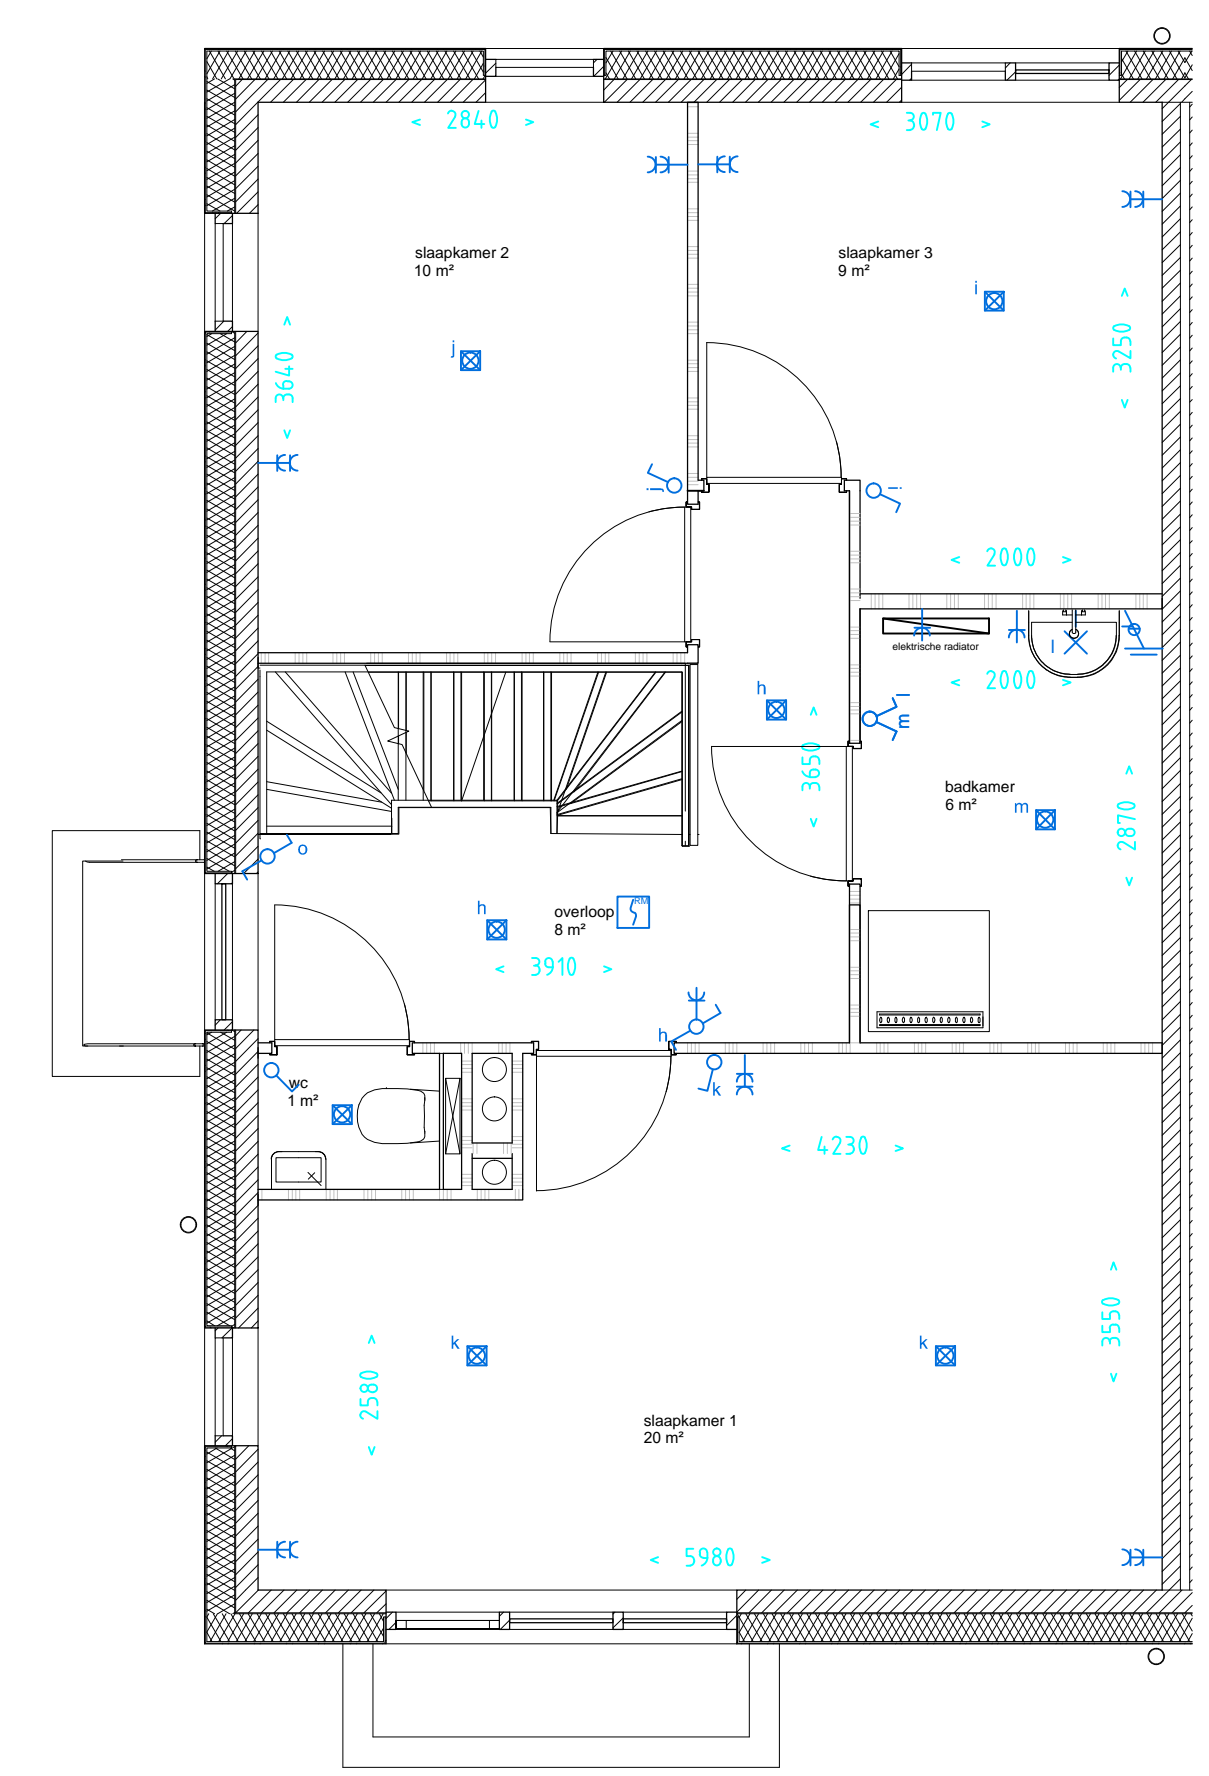 < 2840 >
< 3070 >
slaapkamer 2
10 m²
slaapkamer 3
9 m²
i
j
< 3640 >
< 3250 >
j
i
< 2000 >
elektrische radiator
l
< 2000 >
h
l
m
< 3650 >
badkamer
6 m²
m
< 2870 >
o
h
overloop
8 m²
RM
< 3910 >
h
wc
1 m²
k
< 4230 >
< 3550 >
k
k
< 2580 >
slaapkamer 1
20 m²
< 5980 >